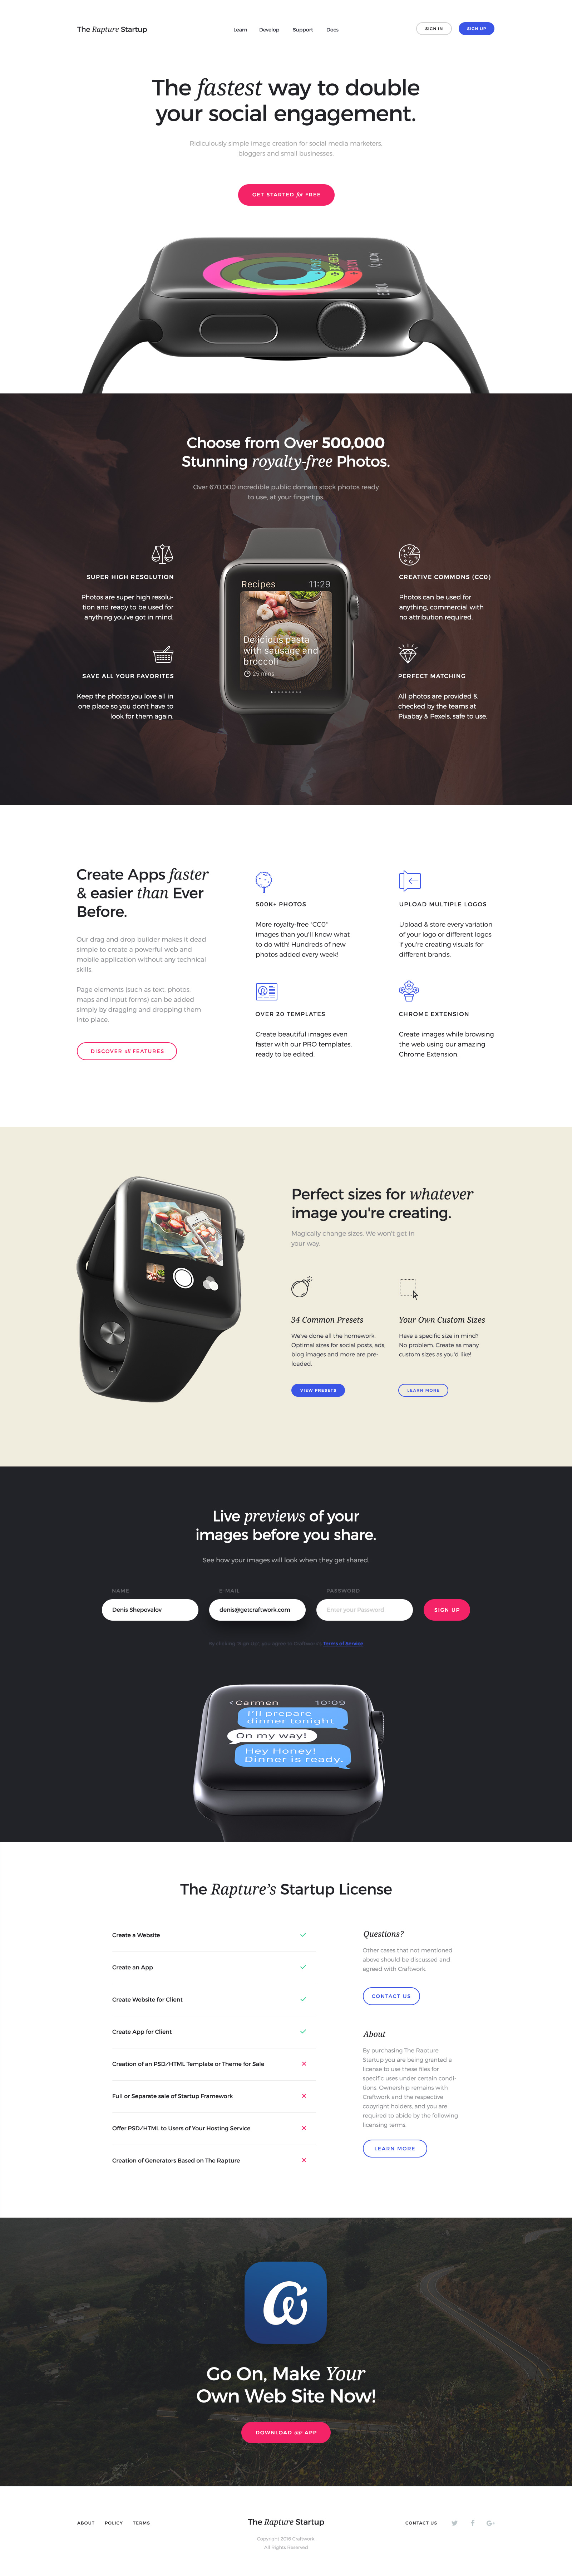 The Rapture Startup
Learn Develop Support Docs
SIGN IN SIGN UP
The fastest way to double
your social engagement.
Ridiculously simple image creation for social media marketers,
bloggers and small businesses.
GET STARTED for FREE
Activity
10:9
Choose from Over 500,000
Stunning royalty-free Photos.
Over 670,000 incredible public domain stock photos ready
to use, at your fingertips.
SUPER HIGH RESOLUTION
Photos are super high resolu-
tion and ready to be used for
anything you've got in mind.
SAVE ALL YOUR FAVORITES
Keep the photos you love all in
one place so you don't have to
look for them again.
Recipes 11:29
Delicious pasta
with sausage and
broccoli
25 mins
CREATIVE COMMONS (CC0)
Photos can be used for
anything, commercial with
no attribution required.
PERFECT MATCHING
All photos are provided &
checked by the teams at
Pixabay & Pexels, safe to use.
Create Apps faster
& easier than Ever
Before.
Our drag and drop builder makes it dead
simple to create a powerful web and
mobile application without any technical
skills.
Page elements (such as text, photos,
maps and input forms) can be added
simply by dragging and dropping them
into place.
DISCOVER all FEATURES
500K+ PHOTOS
More royalty-free "CC0"
images than you'll know what
to do with! Hundreds of new
photos added every week!
UPLOAD MULTIPLE LOGOS
Upload & store every variation
of your logo or different logos
if you're creating visuals for
different brands.
OVER 20 TEMPLATES
Create beautiful images even
faster with our PRO templates,
ready to be edited.
CHROME EXTENSION
Create images while browsing
the web using our amazing
Chrome Extension.
Perfect sizes for whatever
image you're creating.
Magically change sizes. We won't get in
your way.
34 Common Presets
We've done all the homework.
Optimal sizes for social posts, ads,
blog images and more are pre-
loaded.
VIEW PRESETS
Your Own Custom Sizes
Have a specific size in mind?
No problem. Create as many
custom sizes as you'd like!
LEARN MORE
Live previews of your
images before you share.
See how your images will look when they get shared.
NAME E-MAIL PASSWORD
Denis Shepovalov denis@getcraftwork.com Enter your Password SIGN UP
By clicking 'Sign Up', you agree to Craftwork's Terms of Service
< Carmen 10:09
I'll prepare
dinner tonight
On my way!
Hey Honey!
Dinner is ready.
The Rapture's Startup License
Create a Website
Create an App
Create Website for Client
Create App for Client
Creation of an PSD/HTML Template or Theme for Sale
Full or Separate sale of Startup Framework
Offer PSD/HTML to Users of Your Hosting Service
Creation of Generators Based on The Rapture
Questions?
Other cases that not mentioned
above should be discussed and
agreed with Craftwork.
CONTACT US
About
By purchasing The Rapture
Startup you are being granted a
license to use these files for
specific uses under certain condi-
tions. Ownership remains with
Craftwork and the respective
copyright holders, and you are
required to abide by the following
licensing terms.
LEARN MORE
Go On, Make Your
Own Web Site Now!
DOWNLOAD our APP
ABOUT POLICY TERMS
The Rapture Startup
Copyright 2016 Craftwork.
All Rights Reserved
CONTACT US